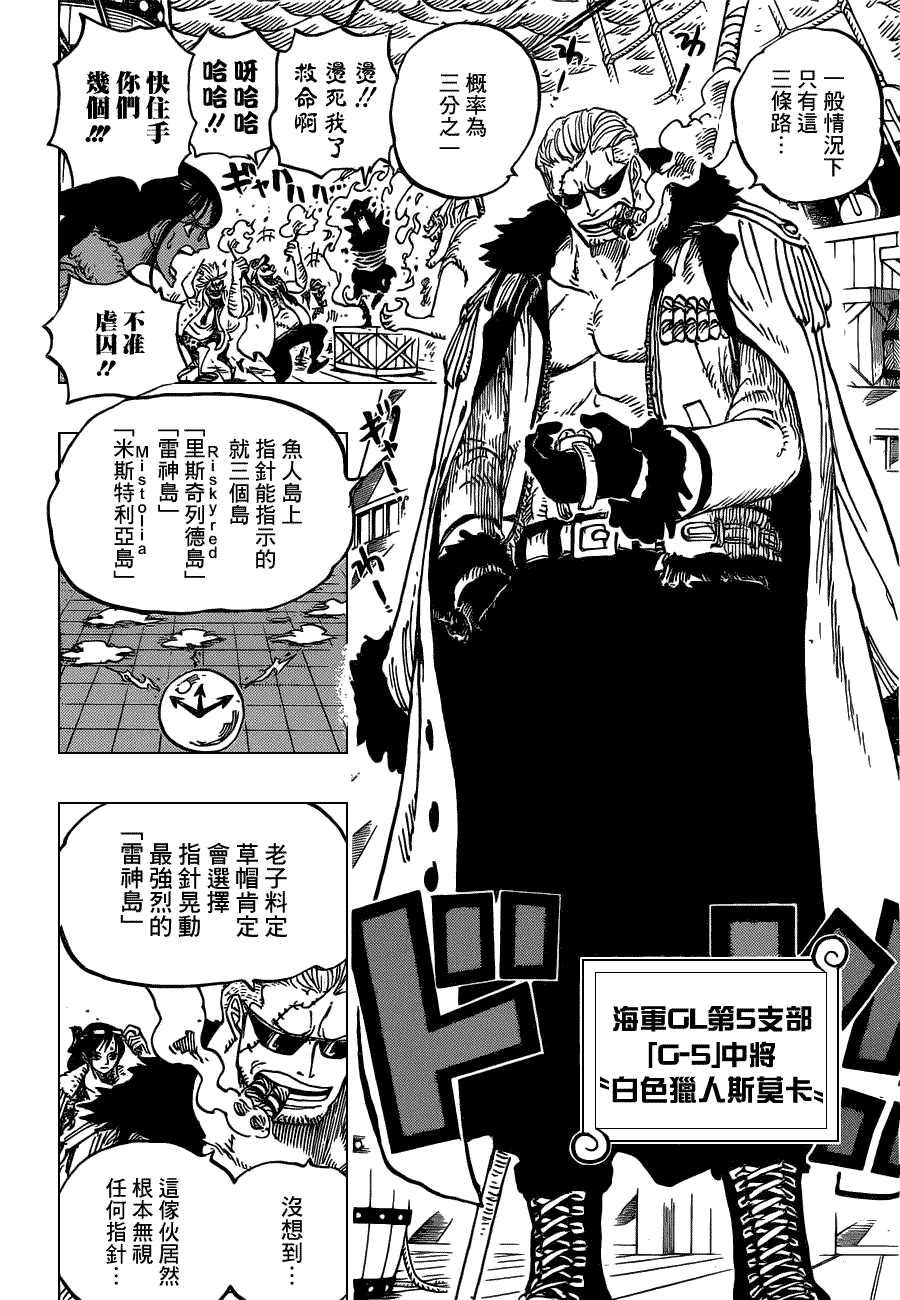 一般情況下
只有這
三條路…
概率為
三分之一
燙!!
燙死我了
救命啊
呀哈哈
哈哈!!
快住手
你們
幾個!!!
不准
虐囚!!
魚人島上
指針能指示的
就三個島
「里斯奇列德島」
Riskyred
「雷神島」
「米斯特利亞島」
Mistolia
海軍GL第5支部
「G-5」中將
“白色獵人斯莫卡”
ドドン
老子料定
草帽肯定
會選擇
指針晃動
最強烈的
「雷神島」
沒想到…
這傢伙居然
根本無視
任何指針…